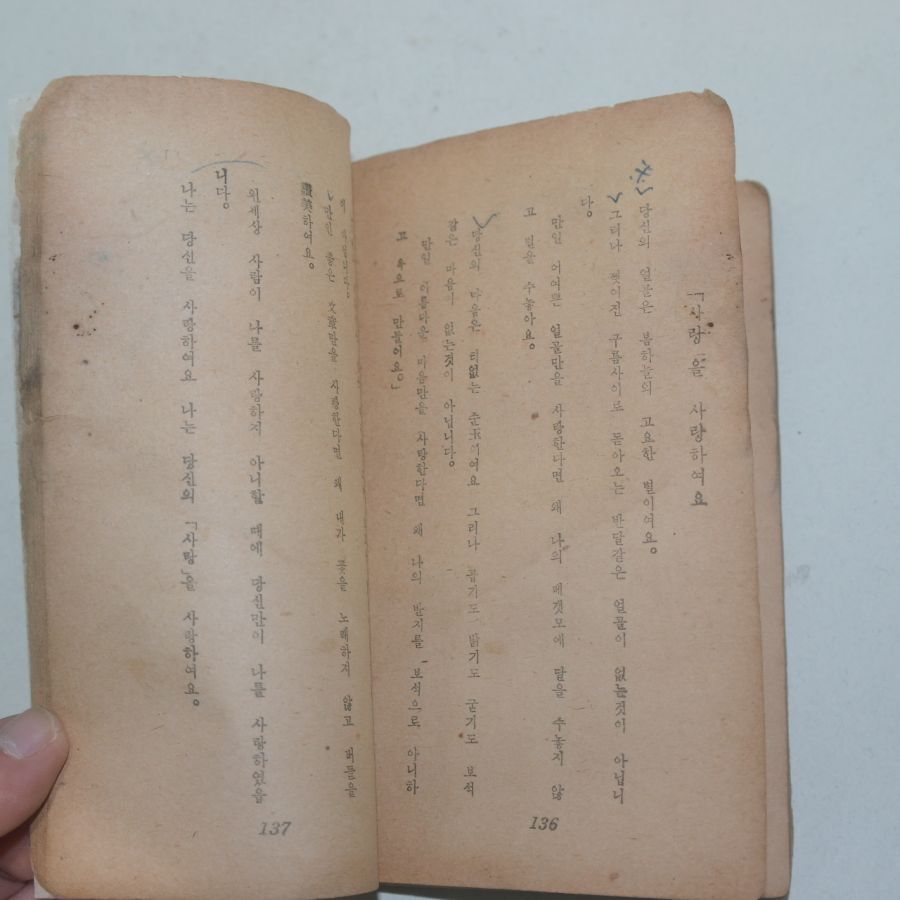 「사랑」을 사랑하여요
당신의 얼골은 봄하늘의 고요한 별이여요。
그러나 찢어진 구름사이로 돋아오는 반달같은 얼골이 없는것이 아닙니
다。
만일 어여쁜 얼골만을 사랑한다면 왜 나의 베갯모에 달을 수놓지 않
고 별을 수놓아요。
당신의 마음은 티없는 숫玉이여요 그러나 곱기도 밝기도 굳기도 보석
같은 마음이 없는것이 아닙니다。
만일 아름다운 마음만을 사랑한다면 왜 나의 반지를 보석으로 아니하
고 옥으로 만들어요。」
만일 좋은 文章만을 사랑한다면 왜 내가 꽃을 노래하지 않고 버들을
讚美하여요。
왼세상 사람이 나를 사랑하지 아니할 때에 당신만이 나를 사랑하였읍
니다。
나는 당신을 사랑하여요 나는 당신의 「사랑」을 사랑하여요。
136
137